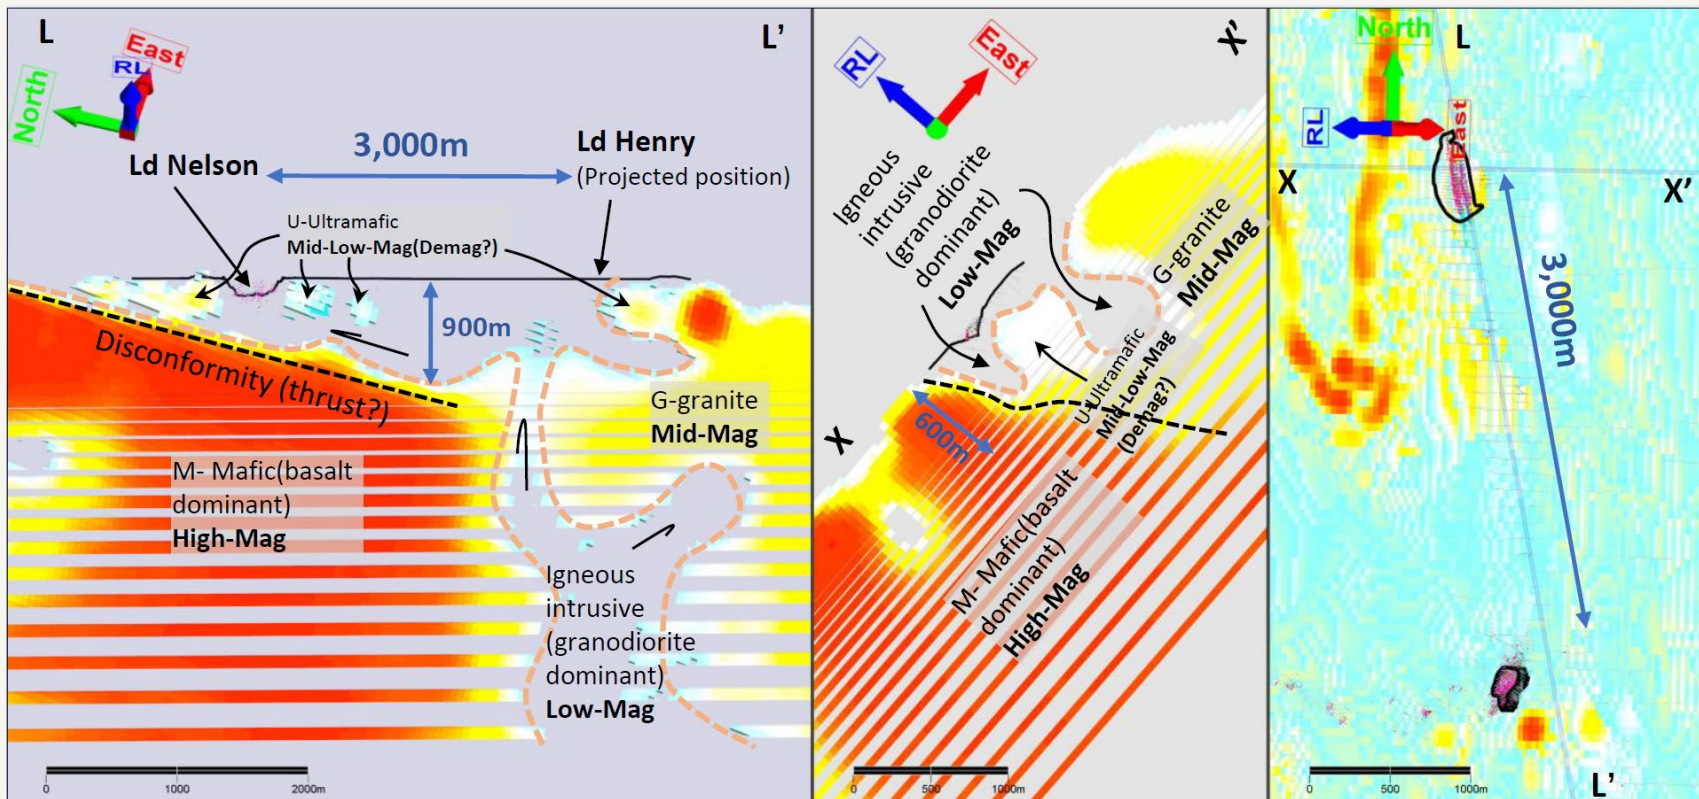 L
L'
East
RL
North
3,000m
Ld Nelson
Ld Henry
(Projected position)
U-Ultramafic
Mid-Low-Mag(Demag?)
900m
Disconformity (thrust?)
G-granite
Mid-Mag
M- Mafic(basalt
dominant)
High-Mag
Igneous
intrusive
(granodiorite
dominant)
Low-Mag
0
1000
2000m
X'
RL
East
Igneous
intrusive
(granodiorite
dominant)
Low-Mag
G-granite
Mid-Mag
U-Ultramafic
Mid-Low-Mag
(Demag?)
X
600m
M- Mafic(basalt
dominant)
High-Mag
0
500
1000m
North
L
RL
East
X
X'
3,000m
0
500
1000m
L'